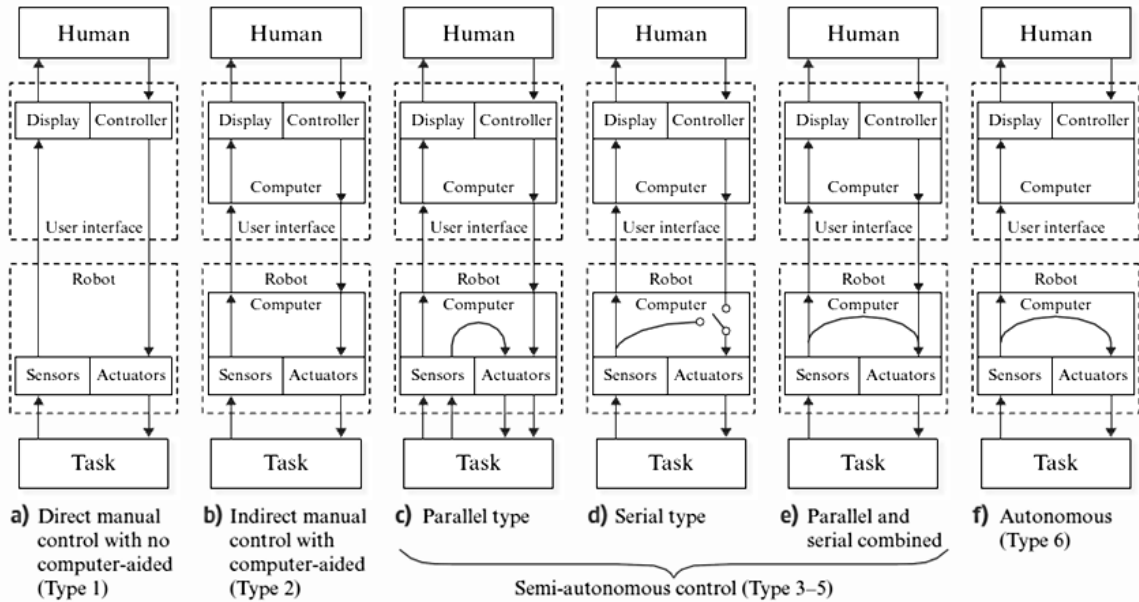 Human Human Human Human Human Human
Display Controller Display Controller Display Controller Display Controller Display Controller Display Controller
Computer Computer Computer Computer Computer
User interface User interface User interface User interface User interface User interface
Robot Robot Robot Robot Robot Robot
Computer Computer Computer Computer Computer
Sensors Actuators Sensors Actuators Sensors Actuators Sensors Actuators Sensors Actuators Sensors Actuators
Task Task Task Task Task Task
a) Direct manual
control with no
computer-aided
(Type 1)
b) Indirect manual
control with
computer-aided
(Type 2)
c) Parallel type
d) Serial type
e) Parallel and
serial combined
f) Autonomous
(Type 6)
Semi-autonomous control (Type 3–5)